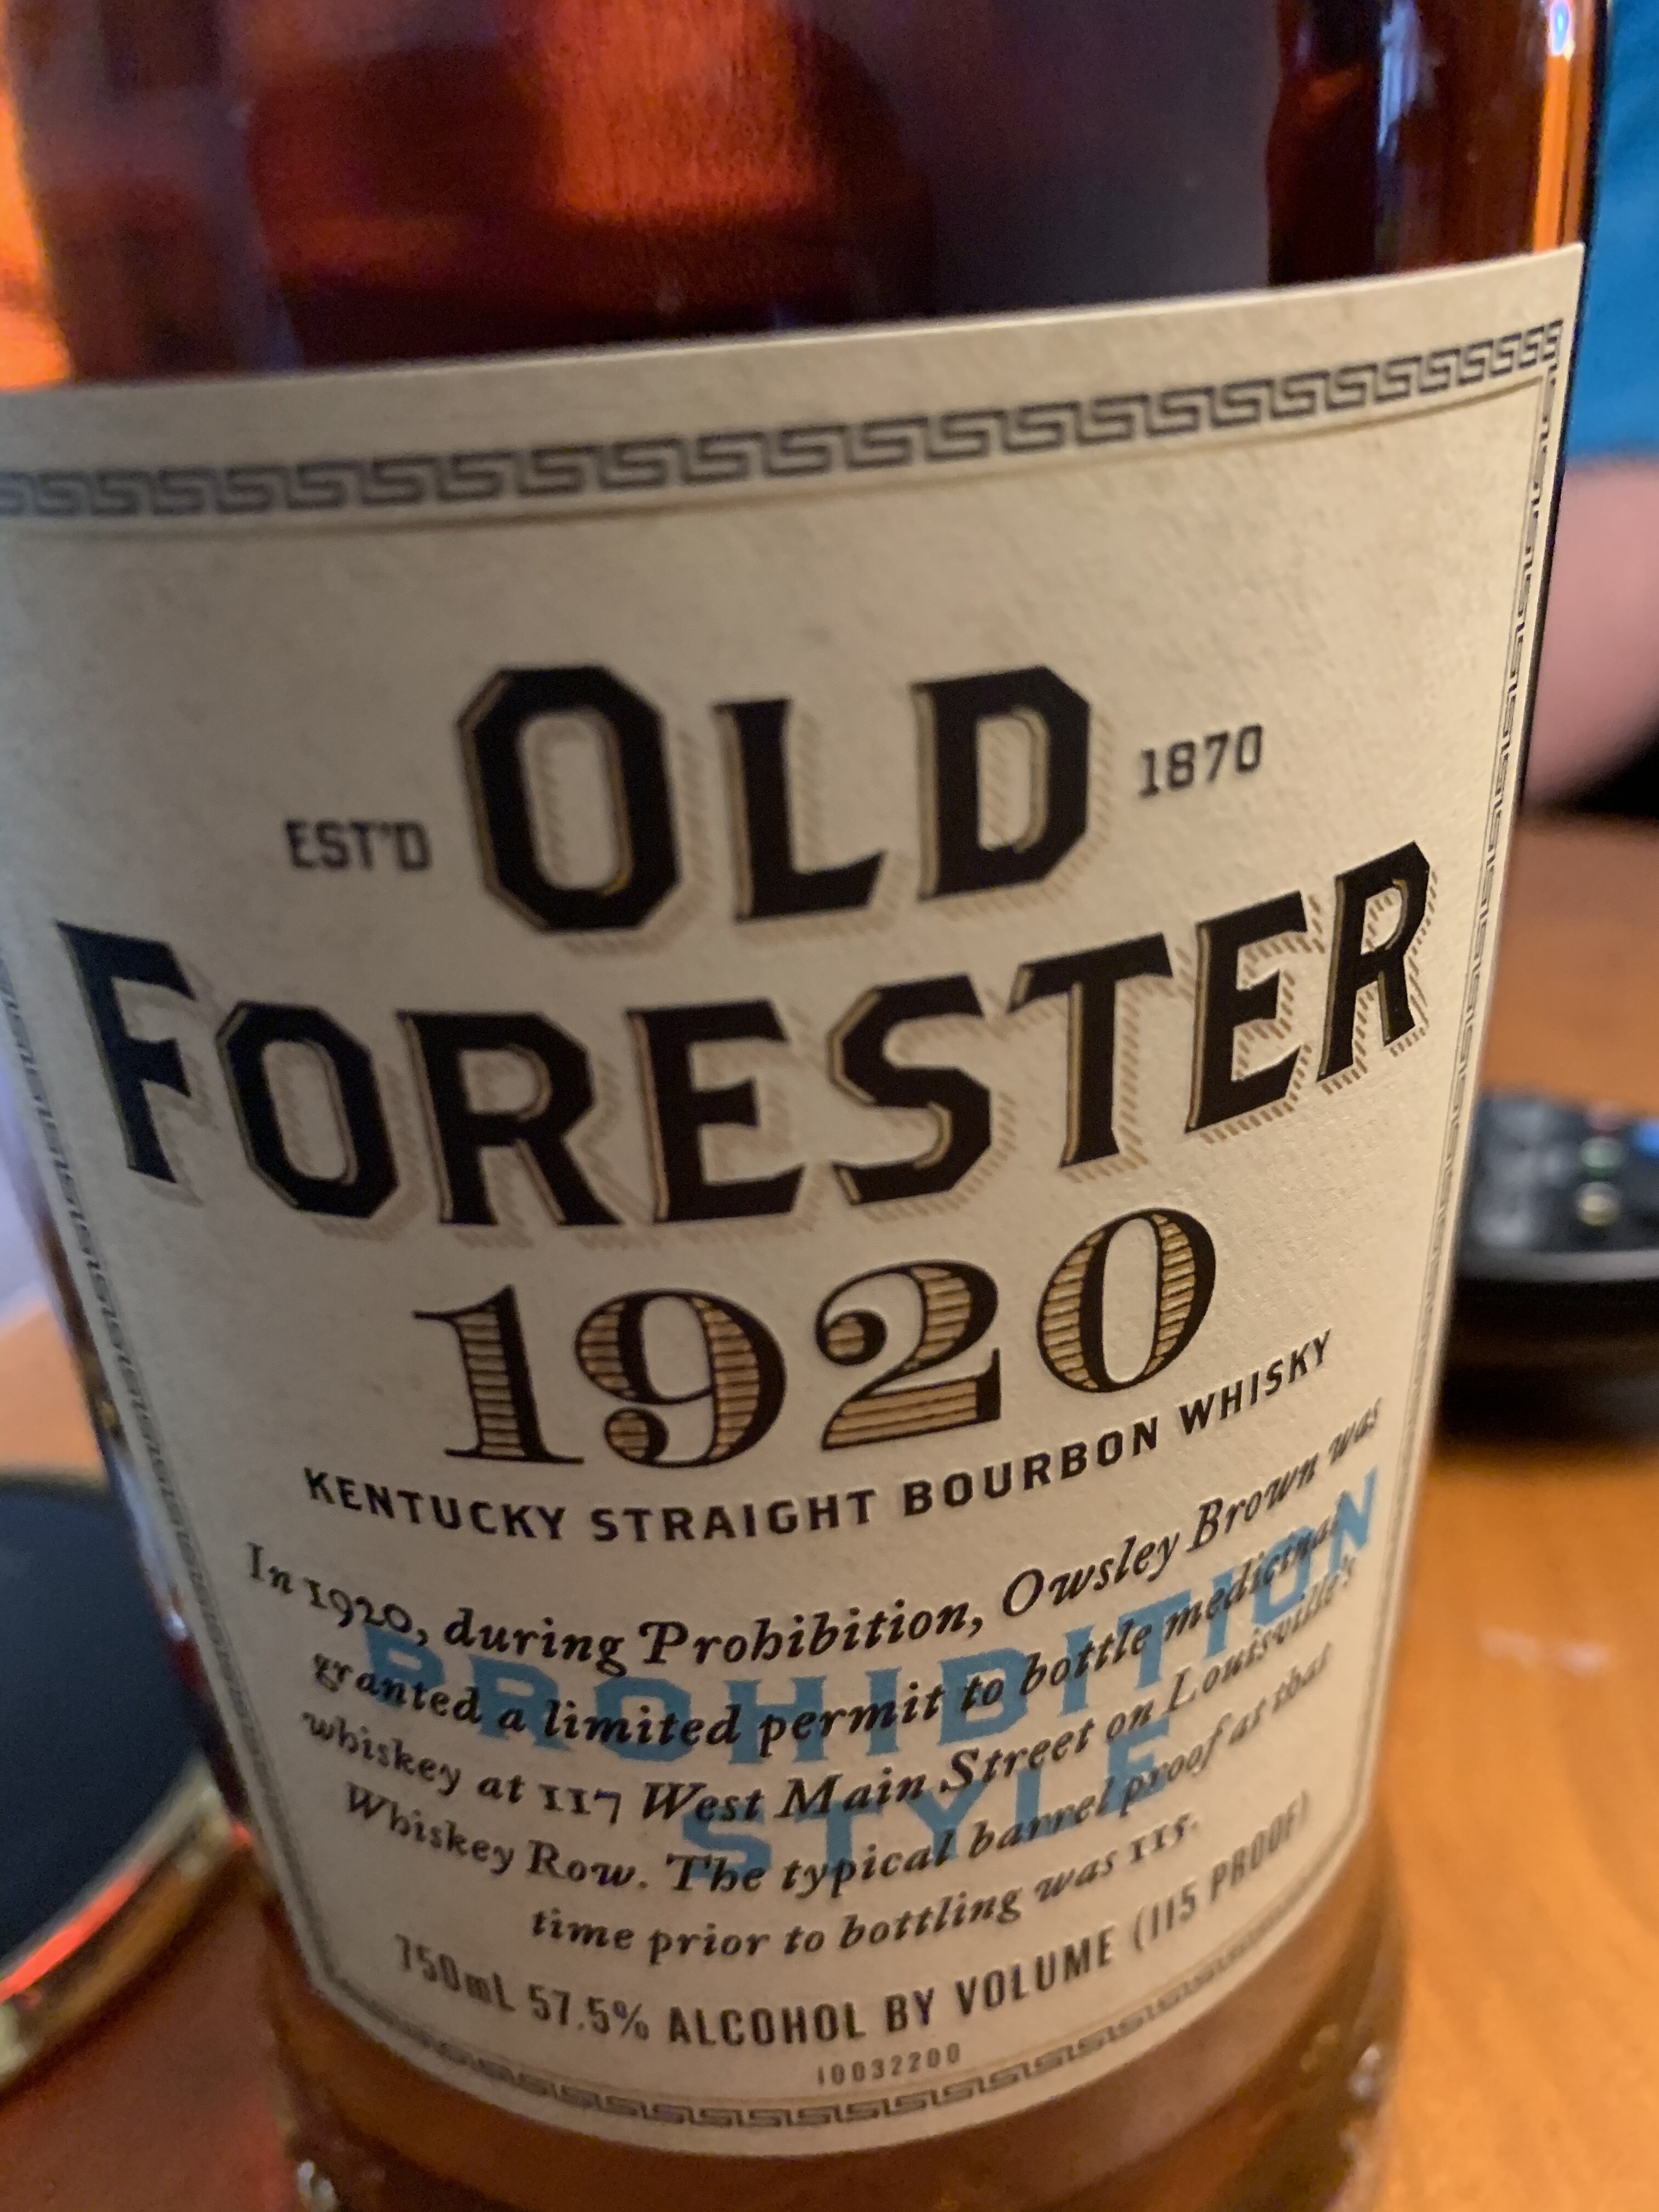 EST'D OLD 1870
FORESTER
1920
KENTUCKY STRAIGHT BOURBON WHISKY
In 1920, during Prohibition, Owsley Brown was
granted a limited permit to bottle medicinal
whiskey at 117 West Main Street on Louisville's
Whiskey Row. The typical barrel proof at that
time prior to bottling was 115.
PROHIBITION
STYLE
750mL 57.5% ALCOHOL BY VOLUME (115 PROOF)
10032200